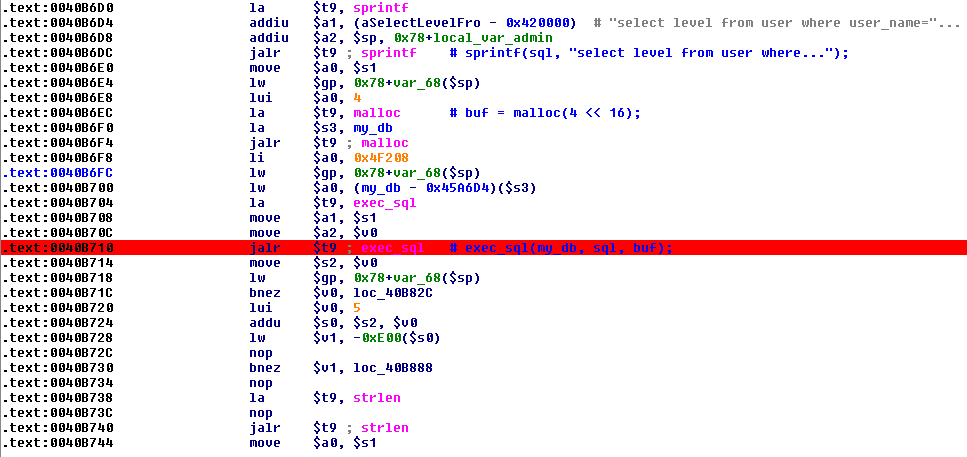 .text:0040B6D0 la $t9, sprintf
.text:0040B6D4 addiu $a1, (aSelectLevelFro - 0x420000) # "select level from user where user_name="...
.text:0040B6D8 addiu $a2, $sp, 0x78+local_var_admin
.text:0040B6DC jalr $t9 ; sprintf # sprintf(sql, "select level from user where...");
.text:0040B6E0 move $a0, $s1
.text:0040B6E4 lw $gp, 0x78+var_68($sp)
.text:0040B6E8 lui $a0, 4
.text:0040B6EC la $t9, malloc # buf = malloc(4 << 16);
.text:0040B6F0 la $s3, my_db
.text:0040B6F4 jalr $t9 ; malloc
.text:0040B6F8 li $a0, 0x4F208
.text:0040B6FC lw $gp, 0x78+var_68($sp)
.text:0040B700 lw $a0, (my_db - 0x45A6D4)($s3)
.text:0040B704 la $t9, exec_sql
.text:0040B708 move $a1, $s1
.text:0040B70C move $a2, $v0
.text:0040B710 jalr $t9 ; exec_sql # exec_sql(my_db, sql, buf);
.text:0040B714 move $s2, $v0
.text:0040B718 lw $gp, 0x78+var_68($sp)
.text:0040B71C bnez $v0, loc_40B82C
.text:0040B720 lui $v0, 5
.text:0040B724 addu $s0, $s2, $v0
.text:0040B728 lw $v1, -0xE00($s0)
.text:0040B72C nop
.text:0040B730 bnez $v1, loc_40B888
.text:0040B734 nop
.text:0040B738 la $t9, strlen
.text:0040B73C nop
.text:0040B740 jalr $t9 ; strlen
.text:0040B744 move $a0, $s1